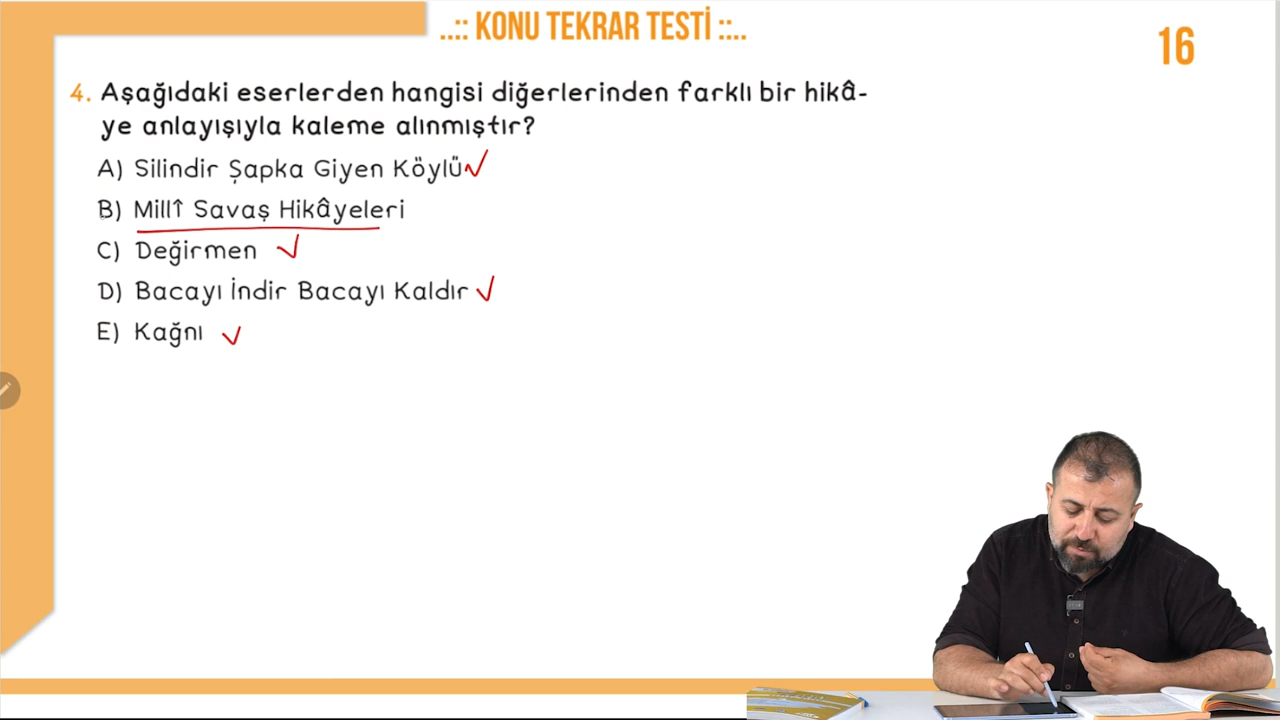 ..:: KONU TEKRAR TESTİ ::..
16
4. Aşağıdaki eserlerden hangisi diğerlerinden farklı bir hikâ-
ye anlayışıyla kaleme alınmıştır?
A) Silindir Şapka Giyen Köylü
B) Millî Savaş Hikâyeleri
C) Değirmen
D) Bacayı İndir Bacayı Kaldır
E) Kağnı